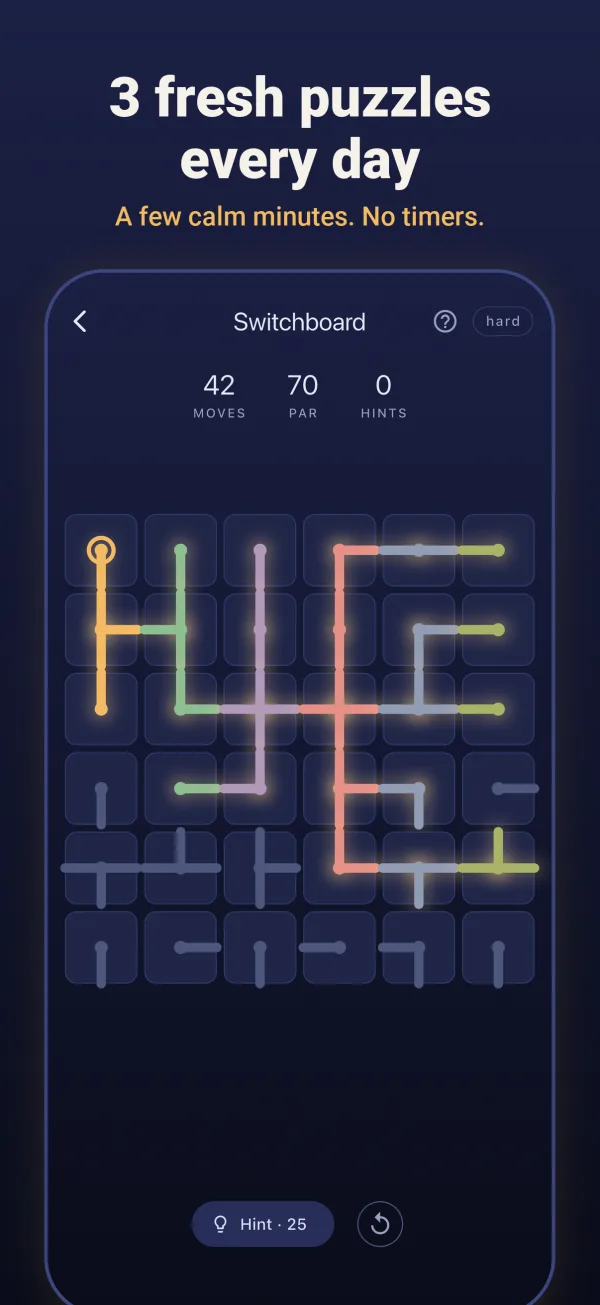 3 fresh puzzles
every day
A few calm minutes. No timers.
Switchboard
hard
42
70
0
MOVES
PAR
HINTS
Hint · 25